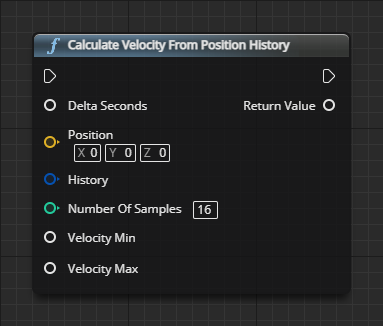 f Calculate Velocity From Position History
Delta Seconds Return Value
Position
X 0 Y 0 Z 0
History
Number Of Samples 16
Velocity Min
Velocity Max